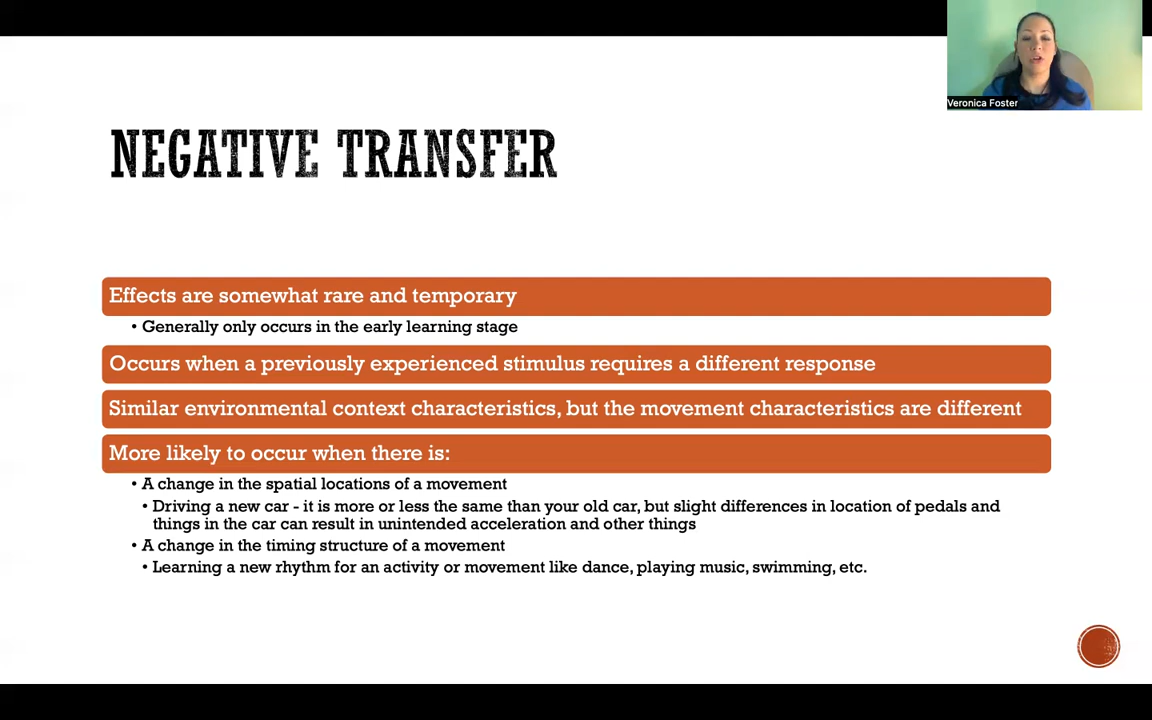 Veronica Foster
NEGATIVE TRANSFER
Effects are somewhat rare and temporary
• Generally only occurs in the early learning stage
Occurs when a previously experienced stimulus requires a different response
Similar environmental context characteristics, but the movement characteristics are different
More likely to occur when there is:
• A change in the spatial locations of a movement
• Driving a new car - it is more or less the same than your old car, but slight differences in location of pedals and
things in the car can result in unintended acceleration and other things
• A change in the timing structure of a movement
• Learning a new rhythm for an activity or movement like dance, playing music, swimming, etc.